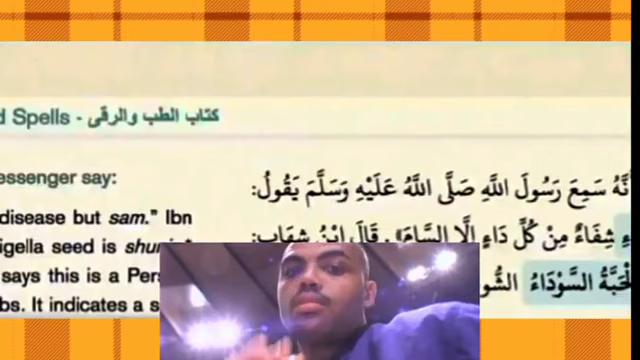 d Spells - كتاب الطب والرقى
essenger say:
disease but sam." Ibn
igella seed is
says this is a
bs. It indicates a s
أَنَّهُ سَمِعَ رَسُولَ اللَّهِ صَلَّى اللَّهُ عَلَيْهِ وَسَلَّمَ يَقُولُ:
شِفَاءٌ مِنْ كُلِّ دَاءٍ إِلَّا السَّامَ». قَالَ ابْنُ شِهَابٍ:
الْحَبَّةُ السَّوْدَاءُ